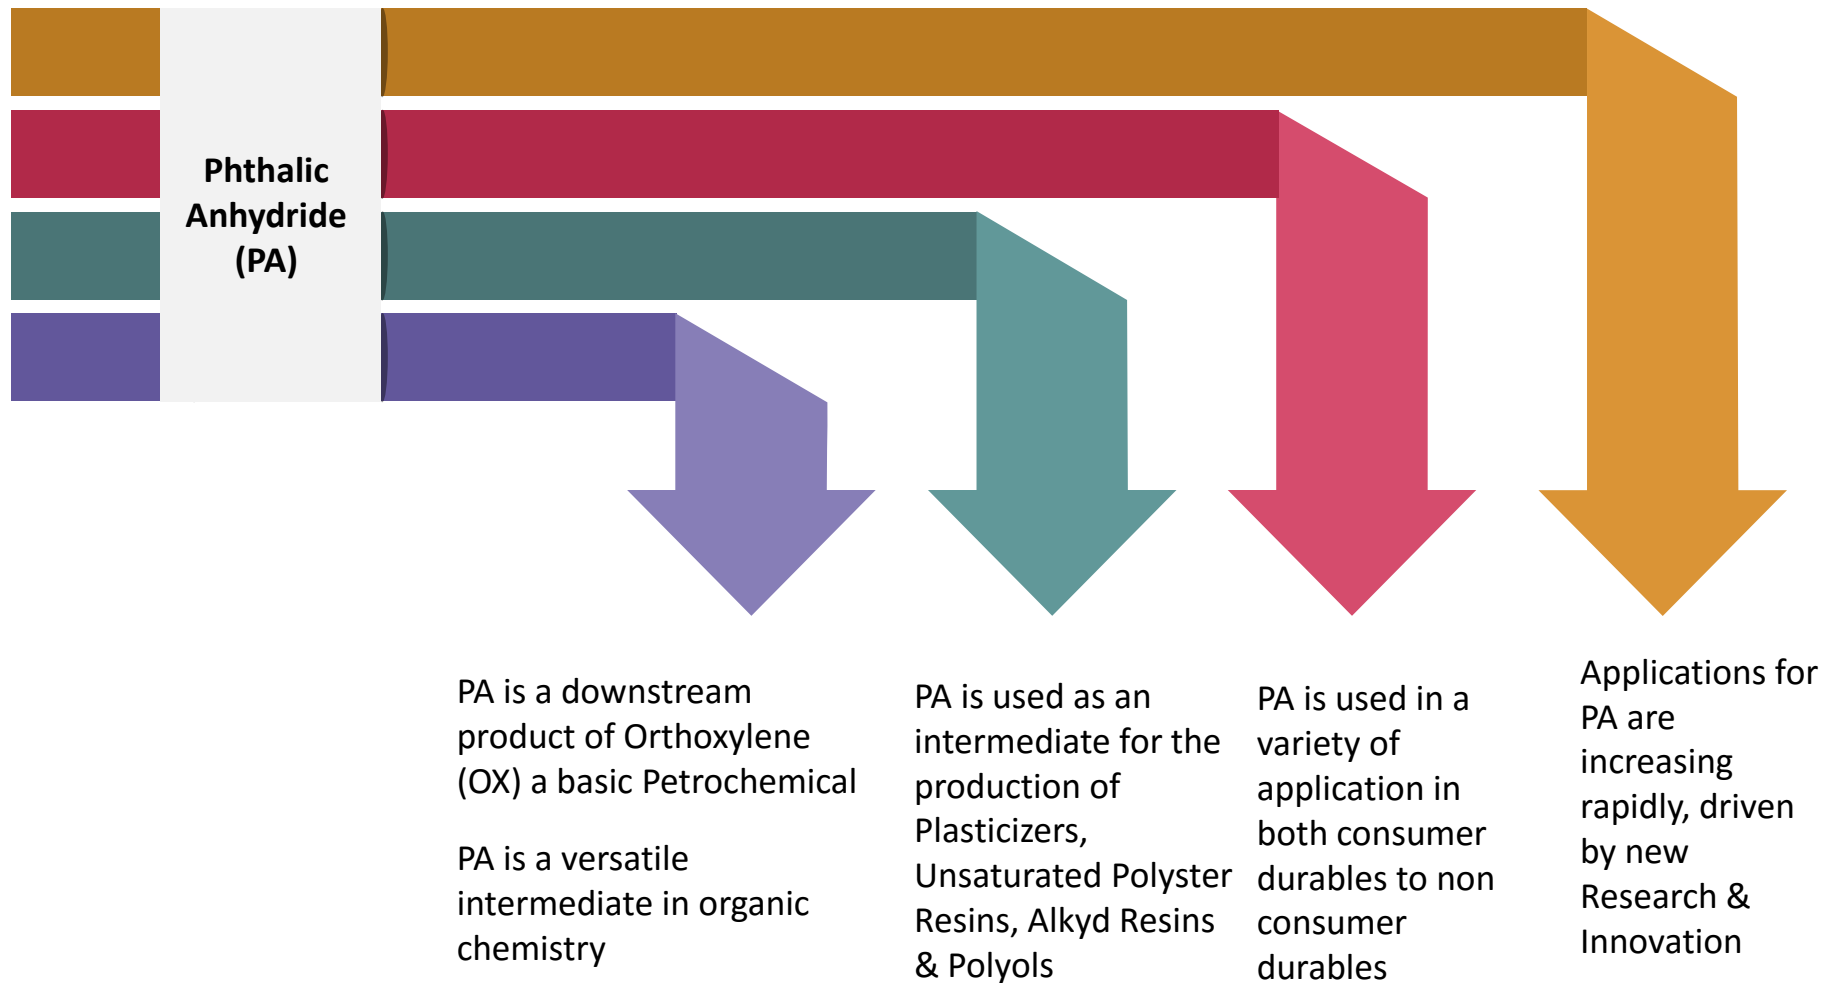 Phthalic
Anhydride
(PA)
PA is a downstream
product of Orthoxylene
(OX) a basic Petrochemical
PA is a versatile
intermediate in organic
chemistry
PA is used as an
intermediate for the
production of
Plasticizers,
Unsaturated Polyster
Resins, Alkyd Resins
& Polyols
PA is used in a
variety of
application in
both consumer
durables to non
consumer
durables
Applications for
PA are
increasing
rapidly, driven
by new
Research &
Innovation